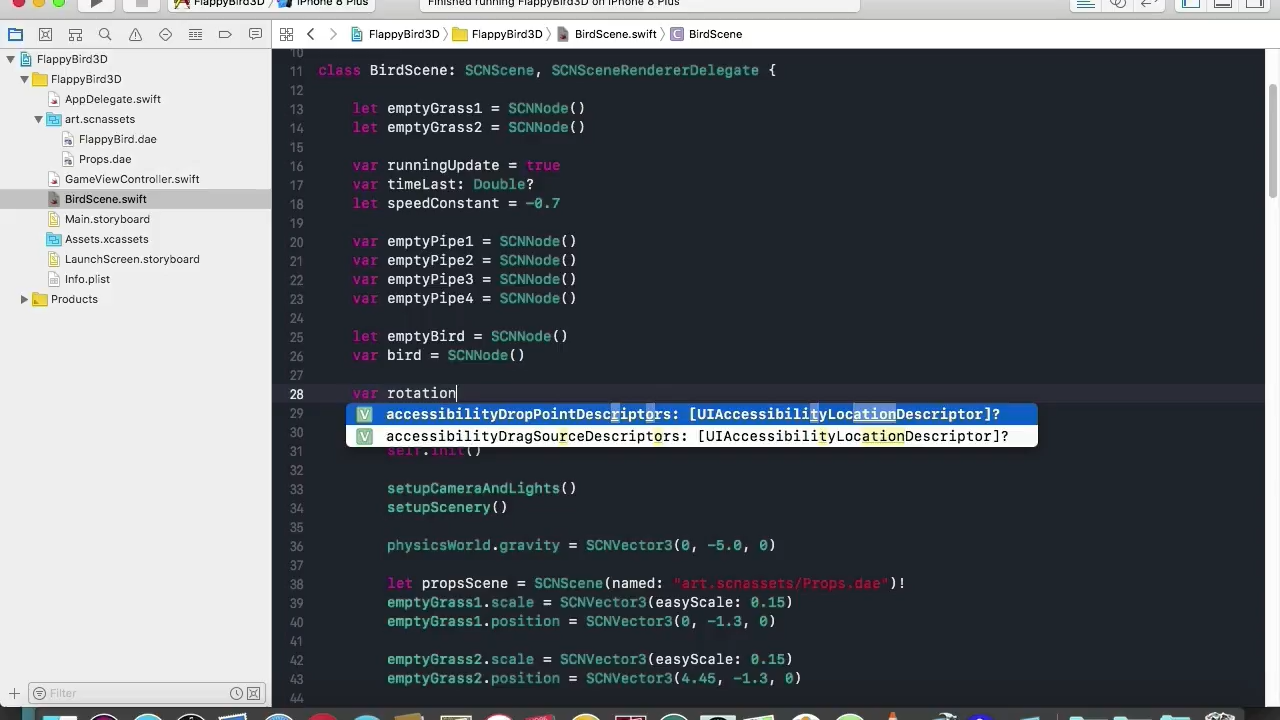 FlappyBird3D
iPhone 8 Plus
Finished running FlappyBird3D on iPhone 8 Plus
FlappyBird3D
FlappyBird3D
BirdScene.swift
BirdScene
FlappyBird3D
FlappyBird3D
AppDelegate.swift
art.scnassets
FlappyBird.dae
Props.dae
GameViewController.swift
BirdScene.swift
Main.storyboard
Assets.xcassets
LaunchScreen.storyboard
Info.plist
Products
Filter
10
11 class BirdScene: SCNScene, SCNSceneRendererDelegate {
12
13 let emptyGrass1 = SCNNode()
14 let emptyGrass2 = SCNNode()
15
16 var runningUpdate = true
17 var timeLast: Double?
18 let speedConstant = -0.7
19
20 var emptyPipe1 = SCNNode()
21 var emptyPipe2 = SCNNode()
22 var emptyPipe3 = SCNNode()
23 var emptyPipe4 = SCNNode()
24
25 let emptyBird = SCNNode()
26 var bird = SCNNode()
27
28 var rotation
29 V accessibilityDropPointDescriptors: [UIAccessibilityLocationDescriptor]?
30 V accessibilityDragSourceDescriptors: [UIAccessibilityLocationDescriptor]?
31 self.init()
32
33 setupCameraAndLights()
34 setupScenery()
35
36 physicsWorld.gravity = SCNVector3(0, -5.0, 0)
37
38 let propsScene = SCNScene(named: "art.scnassets/Props.dae")!
39 emptyGrass1.scale = SCNVector3(easyScale: 0.15)
40 emptyGrass1.position = SCNVector3(0, -1.3, 0)
41
42 emptyGrass2.scale = SCNVector3(easyScale: 0.15)
43 emptyGrass2.position = SCNVector3(4.45, -1.3, 0)
44